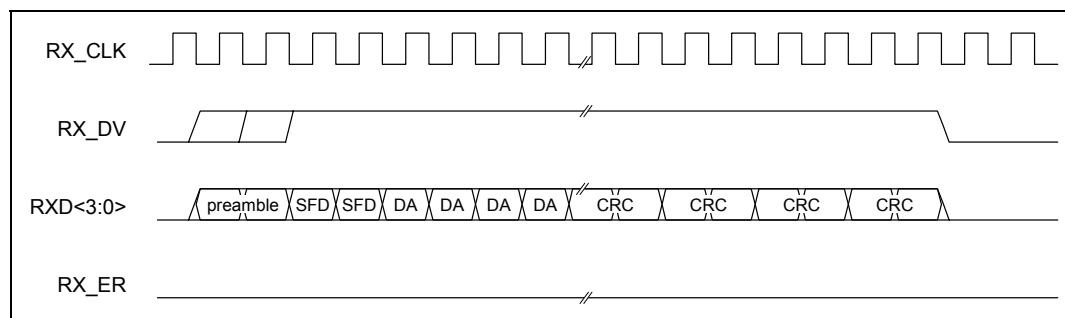 RX_CLK
RX_DV
RXD<3:0> preamble SFD SFD DA DA DA DA CRC CRC CRC CRC
RX_ER